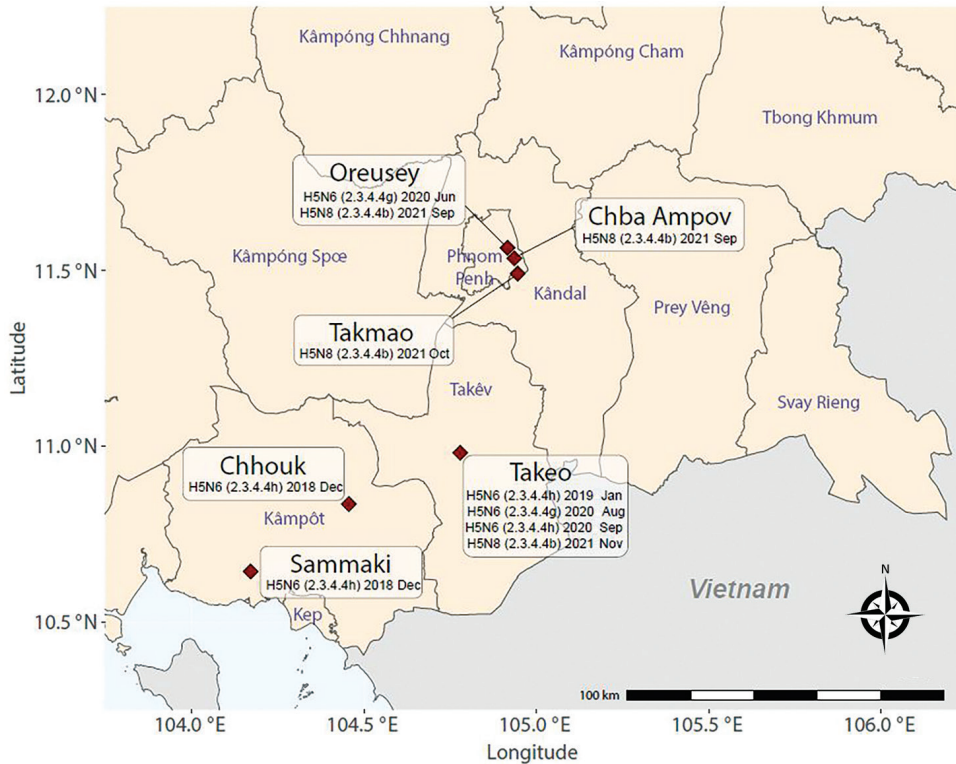 Kâmpóng Chhnang
Kâmpóng Cham
Tbong Khmum
12.0 °N
Oreusey
H5N6 (2.3.4.4g) 2020 Jun
H5N8 (2.3.4.4b) 2021 Sep
Chba Ampov
H5N8 (2.3.4.4b) 2021 Sep
Kâmpóng Spœ
Phnom
Penh
11.5 °N
Kândal
Prey Vêng
Takmao
H5N8 (2.3.4.4b) 2021 Oct
Latitude
Takêv
Svay Rieng
11.0 °N
Chhouk
H5N6 (2.3.4.4h) 2018 Dec
Takeo
H5N6 (2.3.4.4h) 2019 Jan
H5N6 (2.3.4.4g) 2020 Aug
H5N6 (2.3.4.4h) 2020 Sep
H5N8 (2.3.4.4b) 2021 Nov
Kâmpôt
Sammaki
H5N6 (2.3.4.4h) 2018 Dec
Kep
Vietnam
N
10.5 °N
100 km
104.0 °E
104.5 °E
105.0 °E
105.5 °E
106.0 °E
Longitude